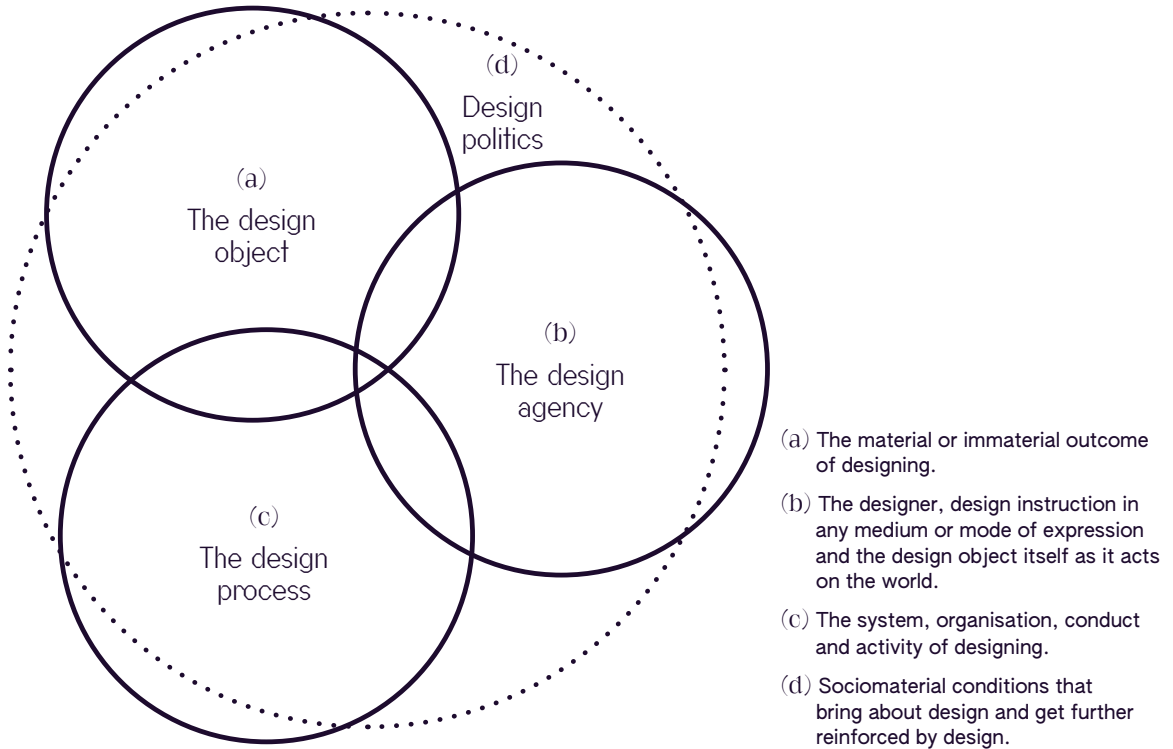 (d)
Design
politics
(a)
The design
object
(b)
The design
agency
(c)
The design
process
(a) The material or immaterial outcome
of designing.
(b) The designer, design instruction in
any medium or mode of expression
and the design object itself as it acts
on the world.
(c) The system, organisation, conduct
and activity of designing.
(d) Sociomaterial conditions that
bring about design and get further
reinforced by design.